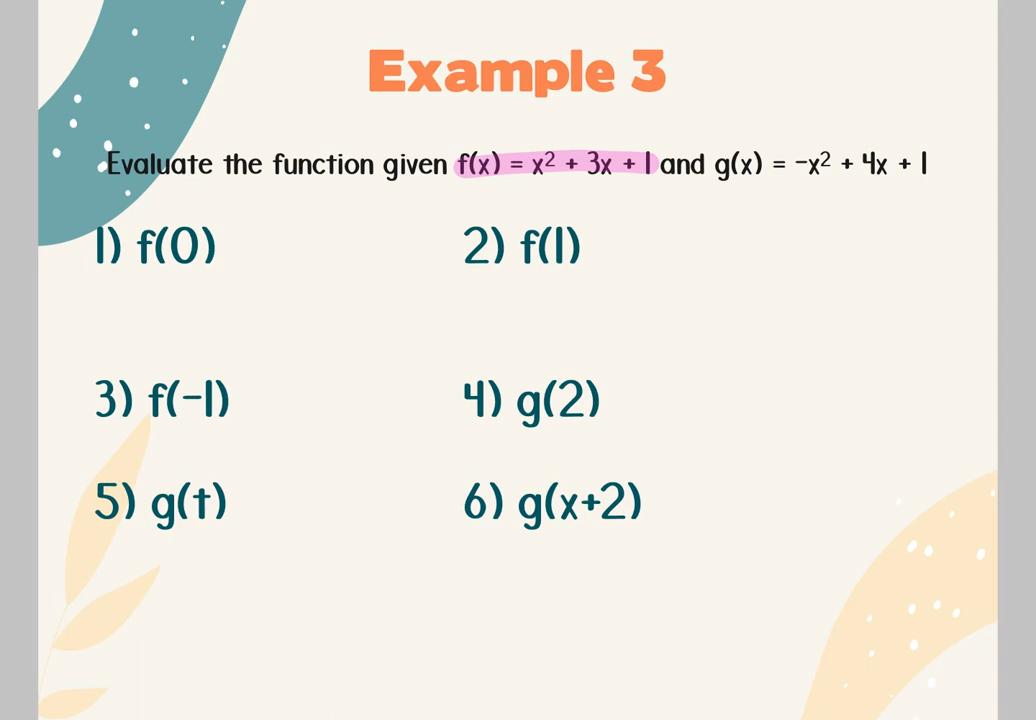 Example 3
Evaluate the function given f(x) = x² + 3x + 1 and g(x) = -x² + 4x + 1
1) f(0) 2) f(1)
3) f(-1) 4) g(2)
5) g(t) 6) g(x+2)